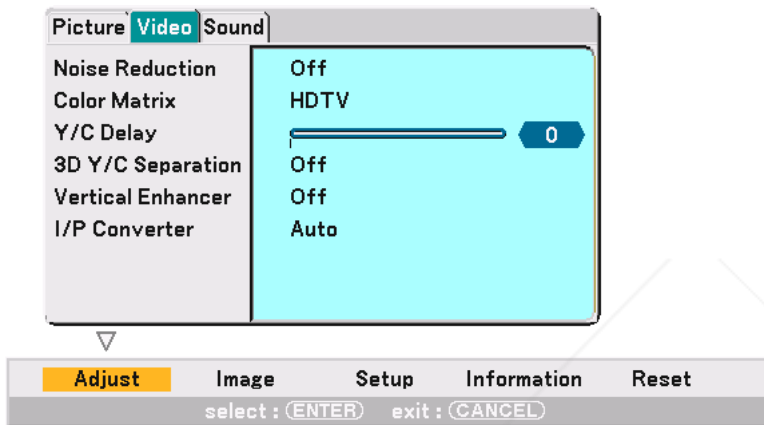 Picture Video Sound
Noise Reduction Off
Color Matrix HDTV
Y/C Delay 0
3D Y/C Separation Off
Vertical Enhancer Off
I/P Converter Auto
Adjust Image Setup Information Reset
select : ENTER exit : CANCEL